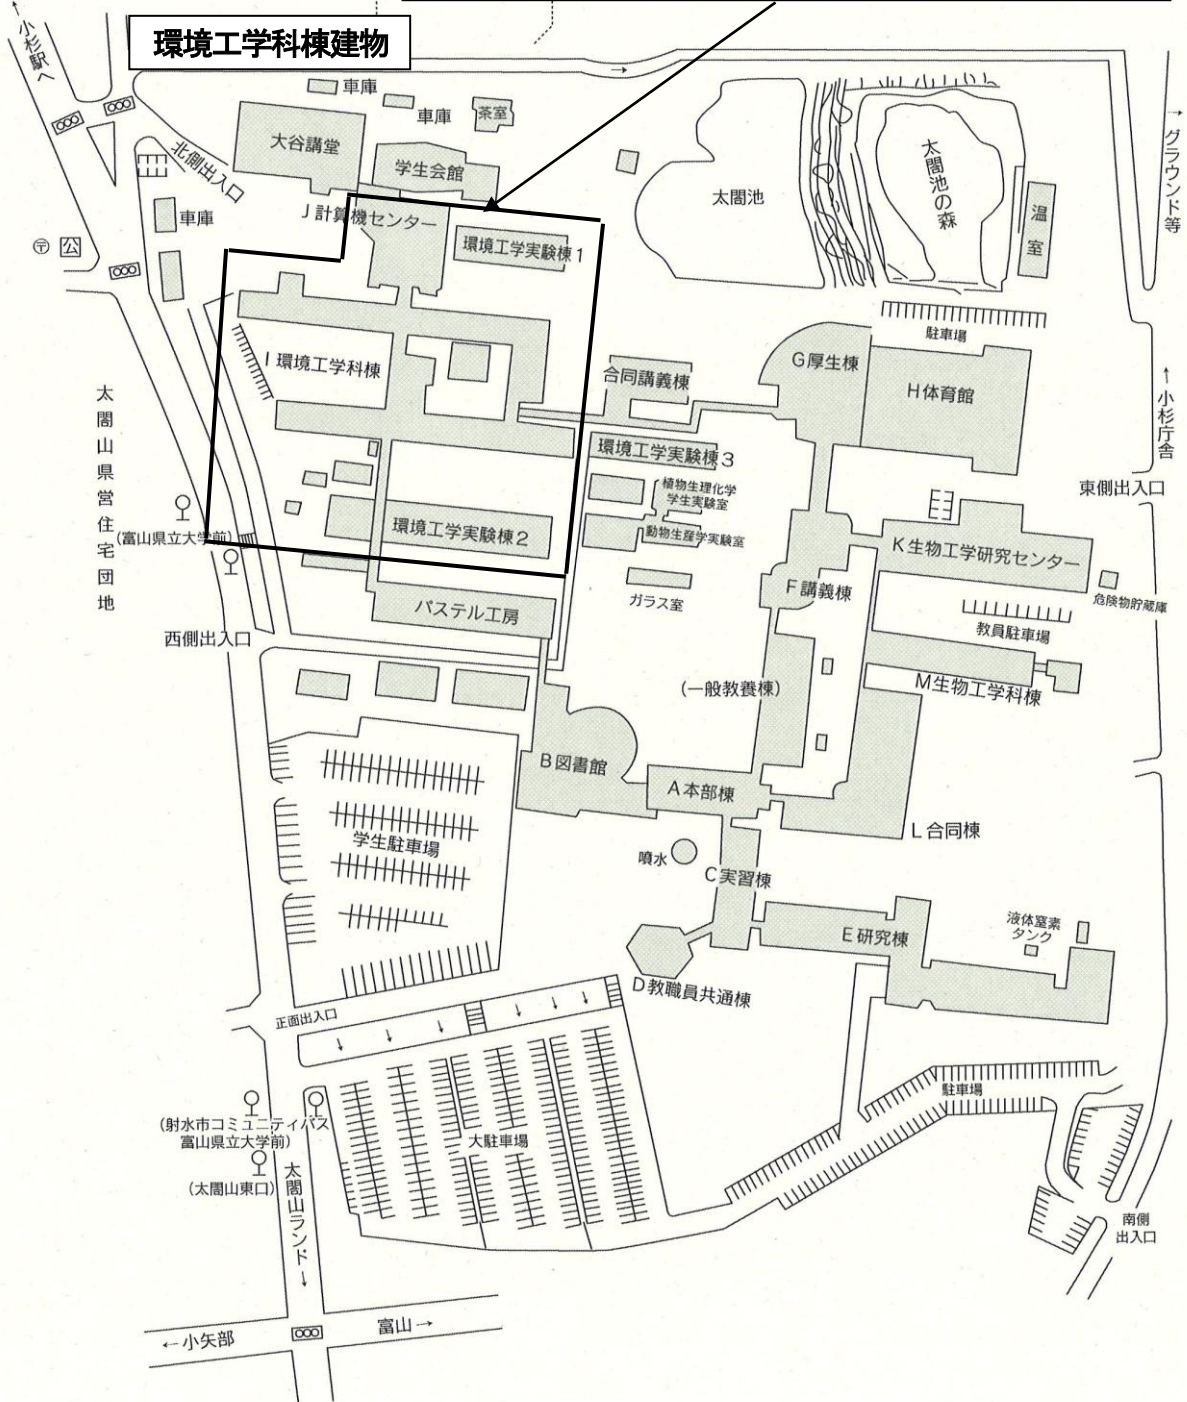 環境工学科棟建物
↑小杉駅へ
車庫
車庫
茶室
大谷講堂
学生会館
北側出入口
車庫
〒 公
J計算機センター
環境工学実験棟1
太閤池
太閤池の森
温室
→グラウンド等
駐車場
I環境工学科棟
合同講義棟
G厚生棟
H体育館
太閤山県営住宅団地
↑小杉庁舎
環境工学実験棟3
植物生理化学
学生実験室
東側出入口
(富山県立大学前)
環境工学実験棟2
動物生産学実験室
K生物工学研究センター
ガラス室
F講義棟
危険物貯蔵庫
パステル工房
教員駐車場
西側出入口
(一般教養棟)
M生物工学科棟
B図書館
A本部棟
学生駐車場
L合同棟
噴水
C実習棟
E研究棟
液体窒素
タンク
D教職員共通棟
正面出入口
駐車場
(射水市コミュニティバス
富山県立大学前)
大駐車場
(太閤山東口)
太閤山ランド↓
南側
出入口
←小矢部
富山→